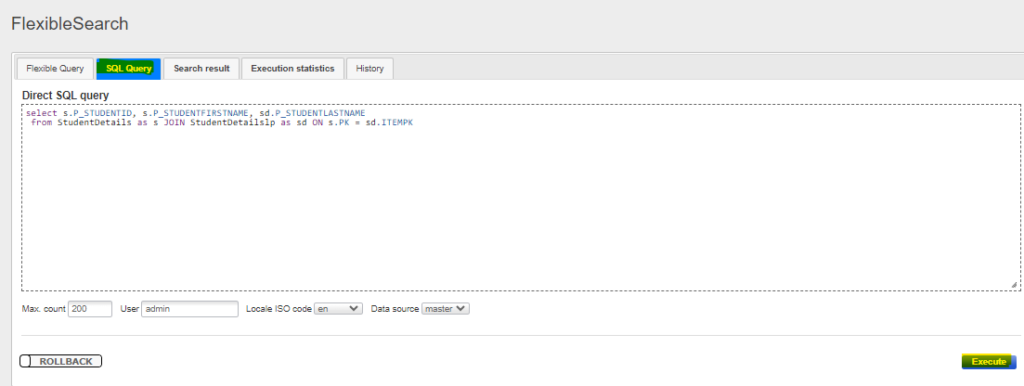 FlexibleSearch
Flexible Query SQL Query Search result Execution statistics History
Direct SQL query
select s.P_STUDENTID, s.P_STUDENTFIRSTNAME, sd.P_STUDENTLASTNAME
from StudentDetails as s JOIN StudentDetailslp as sd ON s.PK = sd.ITEMPK
Max. count 200 User admin Locale ISO code en Data source master
ROLLBACK Execute